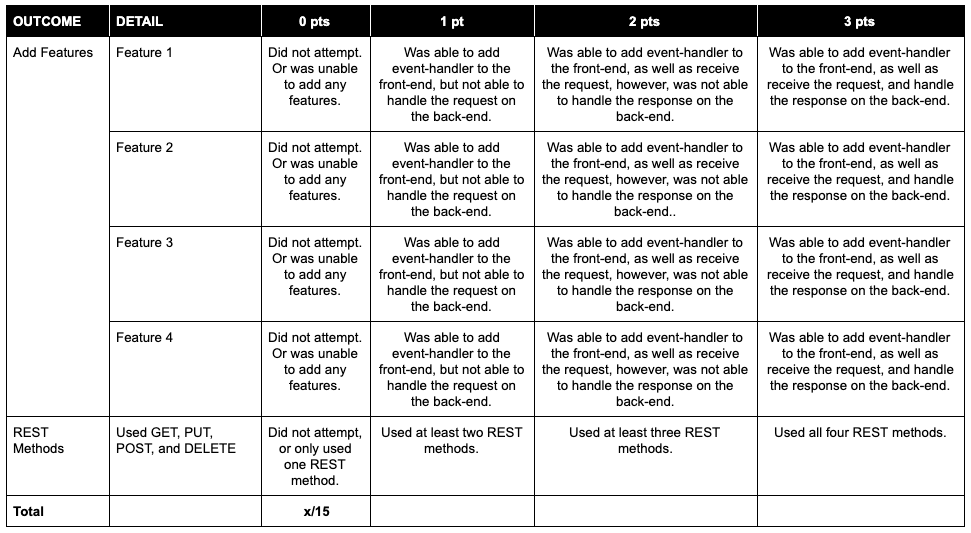 OUTCOME DETAIL 0 pts 1 pt 2 pts 3 pts
Add Features Feature 1 Did not attempt. Was able to add Was able to add event-handler to Was able to add event-handler
Or was unable event-handler to the the front-end, as well as receive to the front-end, as well as
to add any front-end, but not able to the request, however, was not able receive the request, and handle
features. handle the request on to handle the response on the the response on the back-end.
the back-end. back-end.
Feature 2 Did not attempt. Was able to add Was able to add event-handler to Was able to add event-handler
Or was unable event-handler to the the front-end, as well as receive to the front-end, as well as
to add any front-end, but not able to the request, however, was not able receive the request, and handle
features. handle the request on to handle the response on the the response on the back-end.
the back-end. back-end..
Feature 3 Did not attempt. Was able to add Was able to add event-handler to Was able to add event-handler
Or was unable event-handler to the the front-end, as well as receive to the front-end, as well as
to add any front-end, but not able to the request, however, was not able receive the request, and handle
features. handle the request on to handle the response on the the response on the back-end.
the back-end. back-end.
Feature 4 Did not attempt. Was able to add Was able to add event-handler to Was able to add event-handler
Or was unable event-handler to the the front-end, as well as receive to the front-end, as well as
to add any front-end, but not able to the request, however, was not able receive the request, and handle
features. handle the request on to handle the response on the the response on the back-end.
the back-end. back-end.
REST Used GET, PUT, Did not attempt, Used at least two REST Used at least three REST Used all four REST methods.
Methods POST, and DELETE or only used methods. methods.
one REST
method.
Total x/15